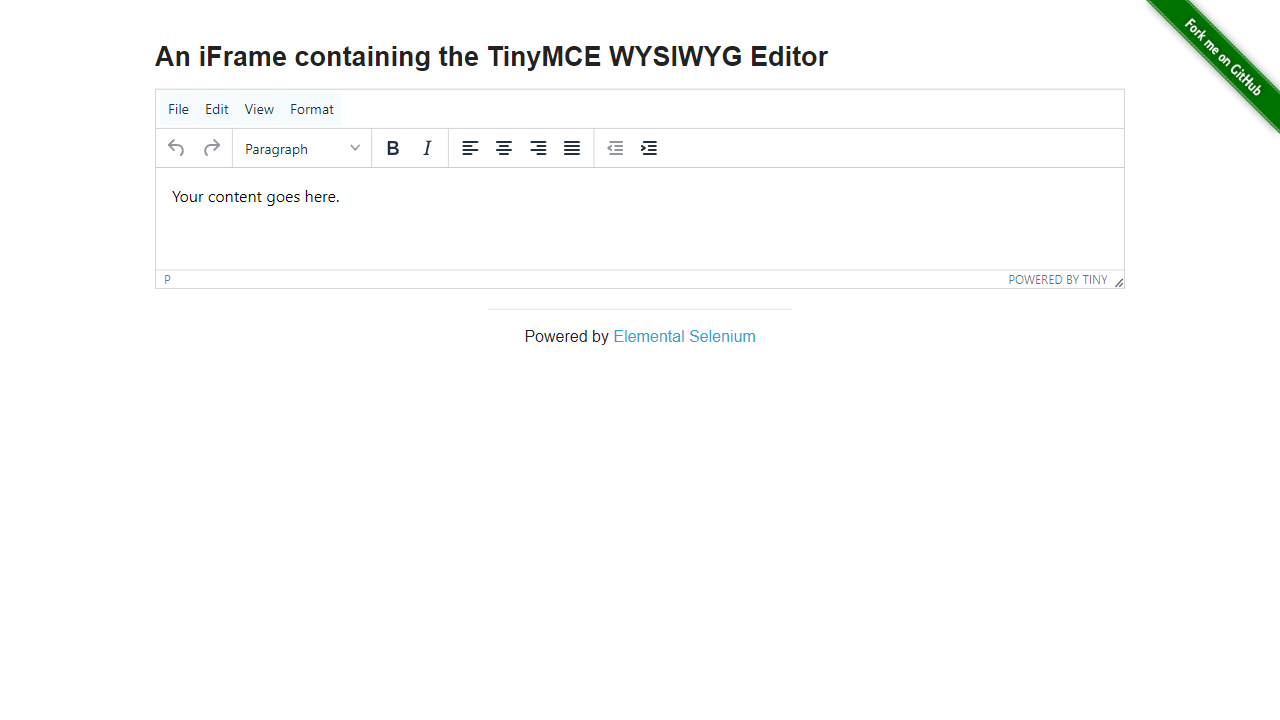 Fork me on GitHub
An iFrame containing the TinyMCE WYSIWYG Editor
File Edit View Format
Paragraph B I
Your content goes here.
P POWERED BY TINY
Powered by Elemental Selenium